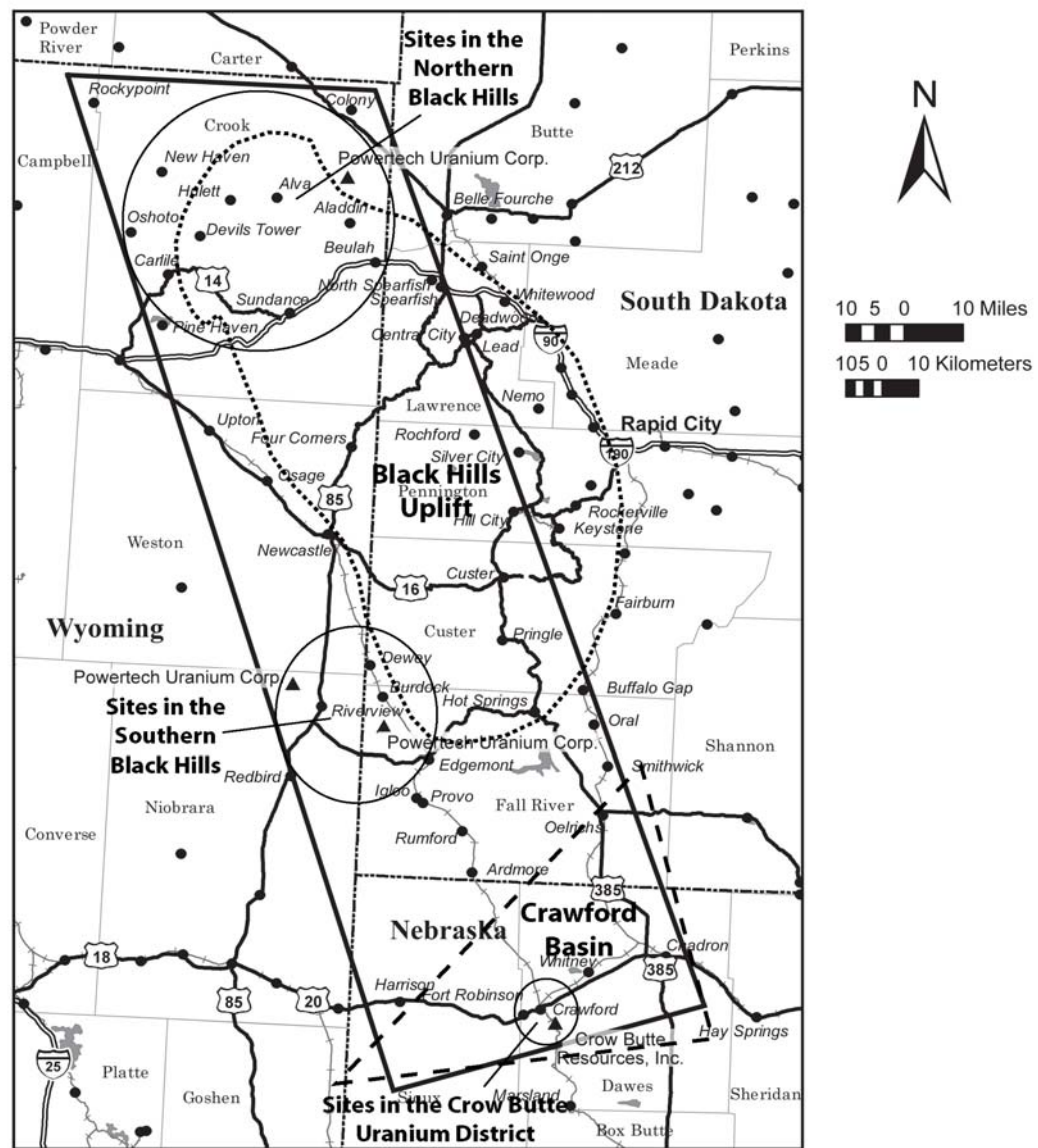 Powder
River
Carter
Sites in the
Northern
Black Hills
Perkins
N
Rockypoint
Colony
Crook
Butte
Campbell
New Haven
Powertech Uranium Corp.
212
Hulett
Alva
Aladdin
Belle Fourche
Oshoto
Devils Tower
Beulah
Saint Onge
Carlile
14
North Spearfish
Spearfish
Whitewood
South Dakota
10 5 0 10 Miles
Sundance
Pine Haven
Deadwood
Central City
Lead
90
Meade
105 0 10 Kilometers
Lawrence
Nemo
Upton
Four Corners
Rochford
Rapid City
Silver City
190
Osage
Black Hills
Uplift
85
Pennington
Hill City
Rockerville
Keystone
Weston
Newcastle
16
Custer
Fairburn
Wyoming
Custer
Pringle
Dewey
Powertech Uranium Corp.
Burdock
Buffalo Gap
Sites in the
Southern
Black Hills
Riverview
Hot Springs
Oral
Powertech Uranium Corp.
Shannon
Edgemont
Smithwick
Redbird
Niobrara
Igloo
Provo
Fall River
Converse
Rumford
Oelrichs
Ardmore
385
Nebraska
Crawford
Basin
18
Whitney
Chadron
385
Harrison
Fort Robinson
85
20
Crawford
Hay Springs
Crow Butte
Resources, Inc.
25
Platte
Goshen
Sioux
Marsland
Dawes
Sheridan
Sites in the Crow Butte
Uranium District
Box Butte